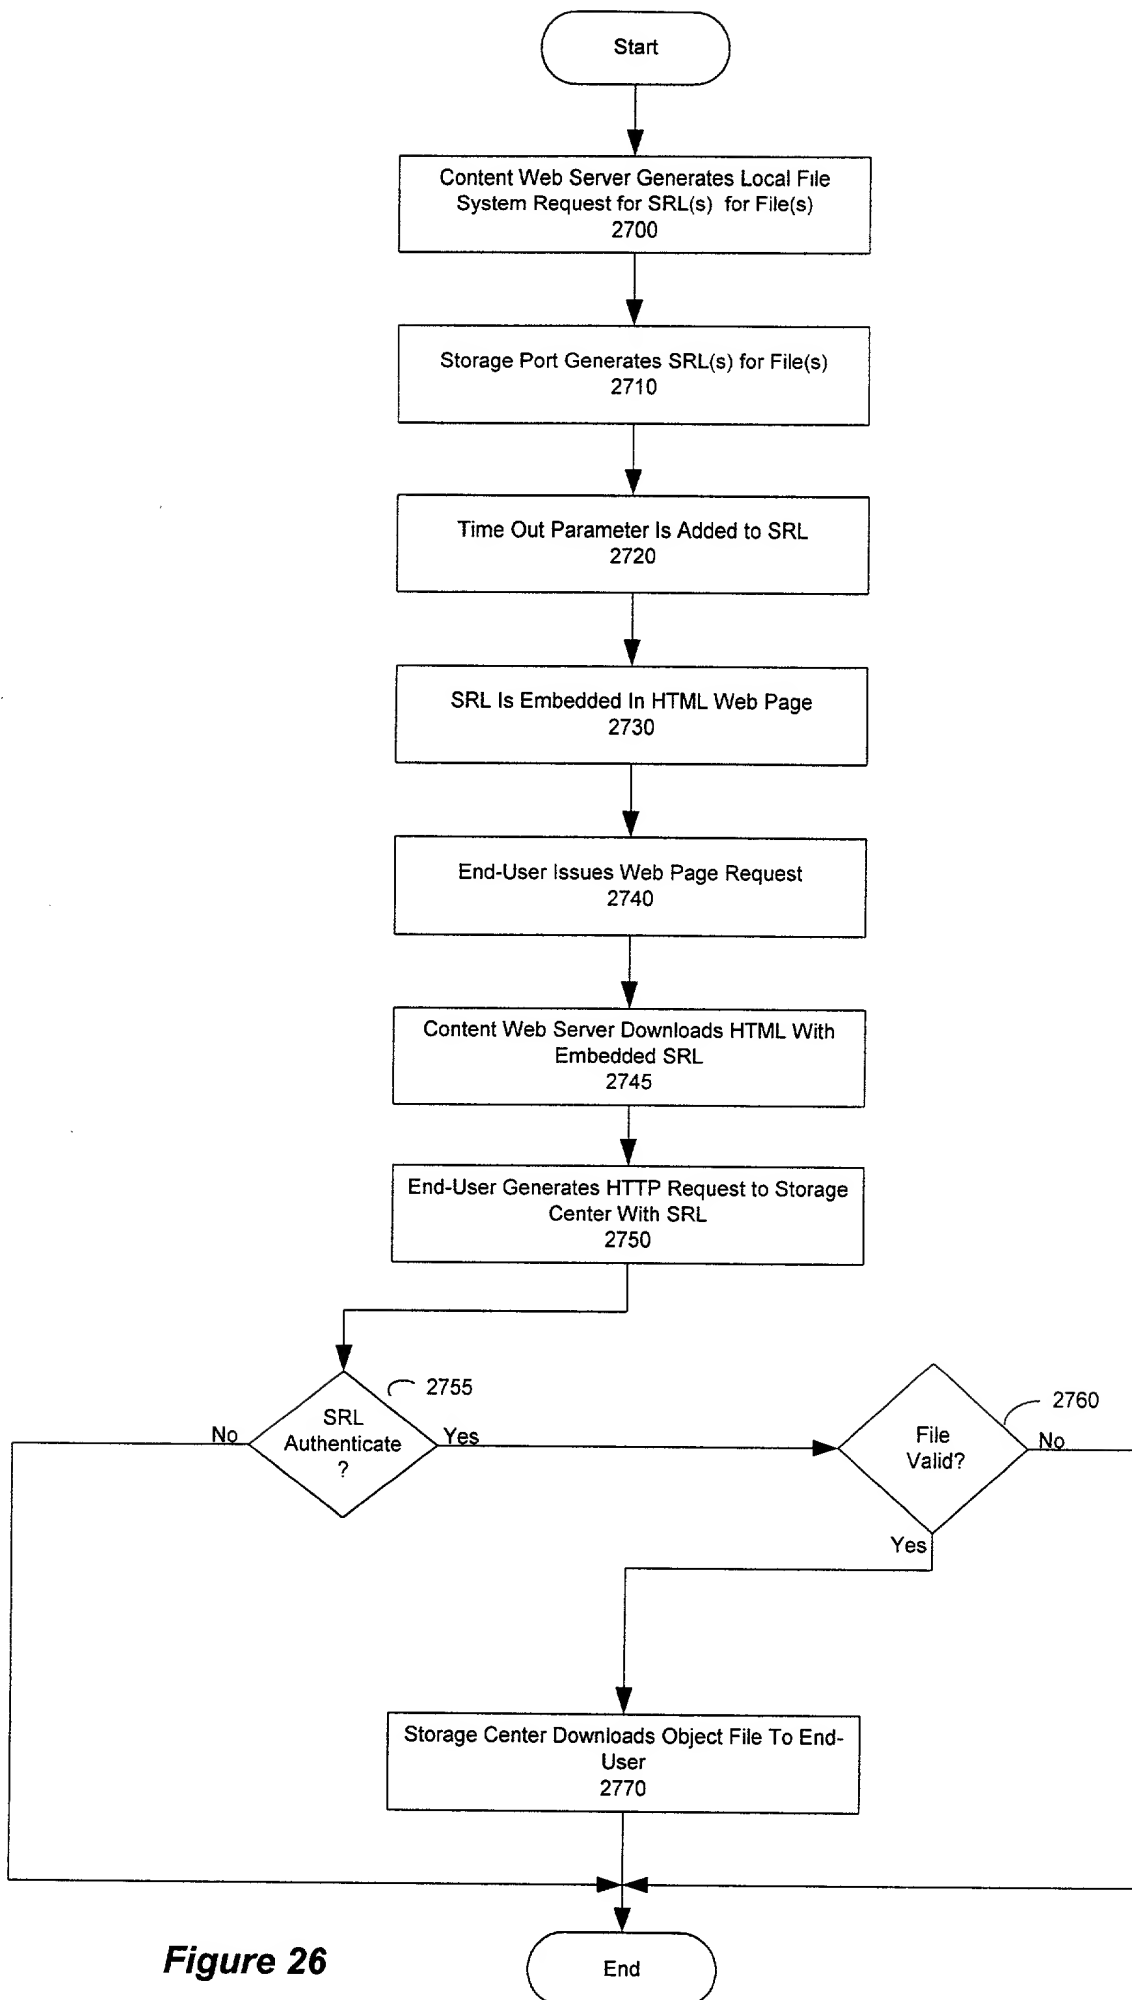 Start
Content Web Server Generates Local File
System Request for SRL(s) for File(s)
2700
Storage Port Generates SRL(s) for File(s)
2710
Time Out Parameter Is Added to SRL
2720
SRL Is Embedded In HTML Web Page
2730
End-User Issues Web Page Request
2740
Content Web Server Downloads HTML With
Embedded SRL
2745
End-User Generates HTTP Request to Storage
Center With SRL
2750
2755
SRL
Authenticate
?
No
Yes
2760
File
Valid?
No
Yes
Storage Center Downloads Object File To End-
User
2770
End
Figure 26